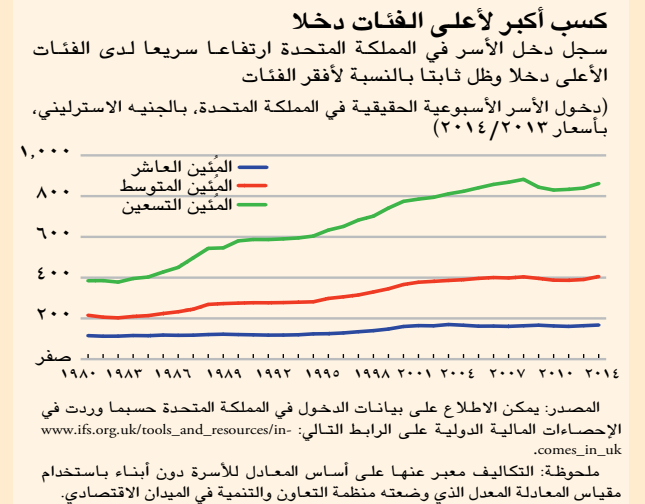 كسب أكبر لأعلى الفئات دخلا
سجل دخل الأسر في المملكة المتحدة ارتفاعا سريعا لدى الفئات
الأعلى دخلا وظل ثابتا بالنسبة لأفقر الفئات
(دخول الأسر الأسبوعية الحقيقية في المملكة المتحدة، بالجنيه الاسترليني،
بأسعار ٢٠١٤/٢٠١٣)
١,٠٠٠
٨٠٠
٦٠٠
٤٠٠
٢٠٠
صفر
المُئين العاشر
المُئين المتوسط
المُئين التسعين
١٩٨٠ ١٩٨٣ ١٩٨٦ ١٩٨٩ ١٩٩٢ ١٩٩٥ ١٩٩٨ ٢٠٠١ ٢٠٠٤ ٢٠٠٧ ٢٠١٠ ٢٠١٤
المصدر: يمكن الاطلاع على بيانات الدخول في المملكة المتحدة حسبما وردت في
الإحصاءات المالية الدولية على الرابط التالي: www.ifs.org.uk/tools_and_resources/in-
comes_in_uk.
ملحوظة: التكاليف معبر عنها على أساس المعادل للأسرة دون أبناء باستخدام
مقياس المعادلة المعدل الذي وضعته منظمة التعاون والتنمية في الميدان الاقتصادي.